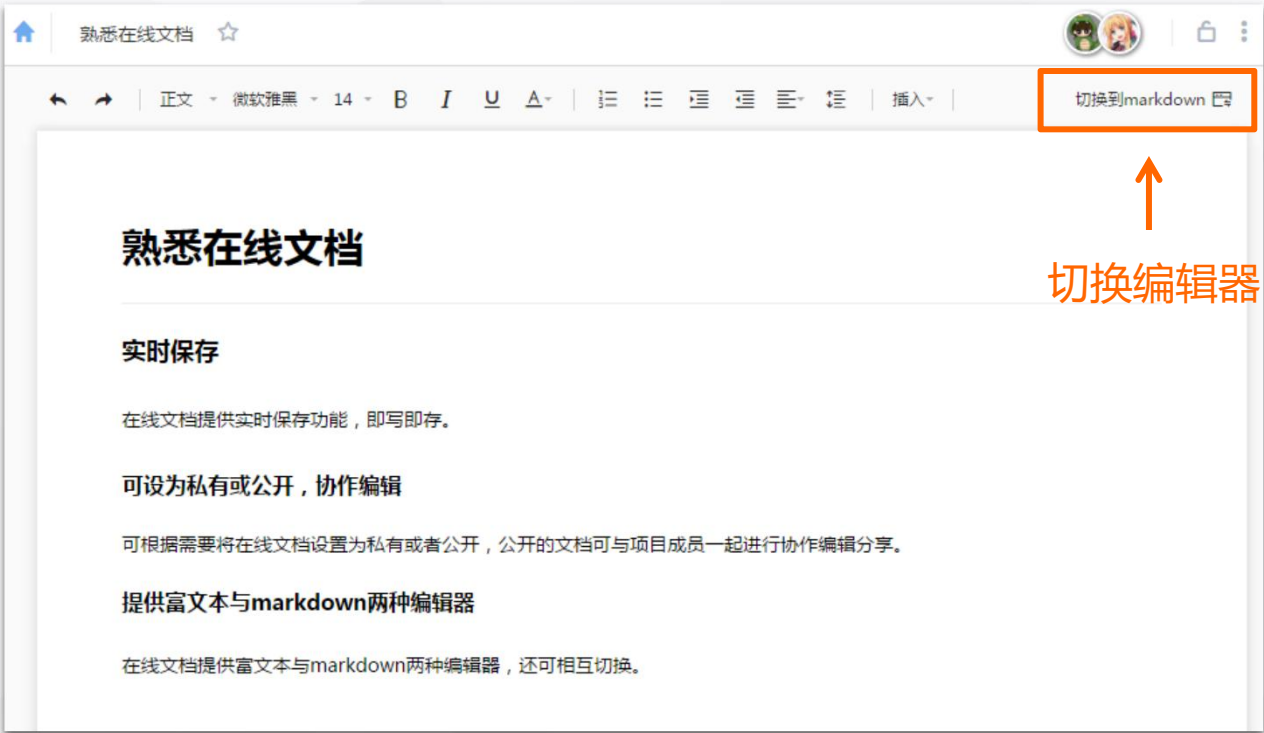 熟悉在线文档
正文 微软雅黑 14 B I U A 插入 切换到markdown
切换编辑器
熟悉在线文档
实时保存
在线文档提供实时保存功能，即写即存。
可设为私有或公开，协作编辑
可根据需要将在线文档设置为私有或者公开，公开的文档可与项目成员一起进行协作编辑分享。
提供富文本与markdown两种编辑器
在线文档提供富文本与markdown两种编辑器，还可相互切换。